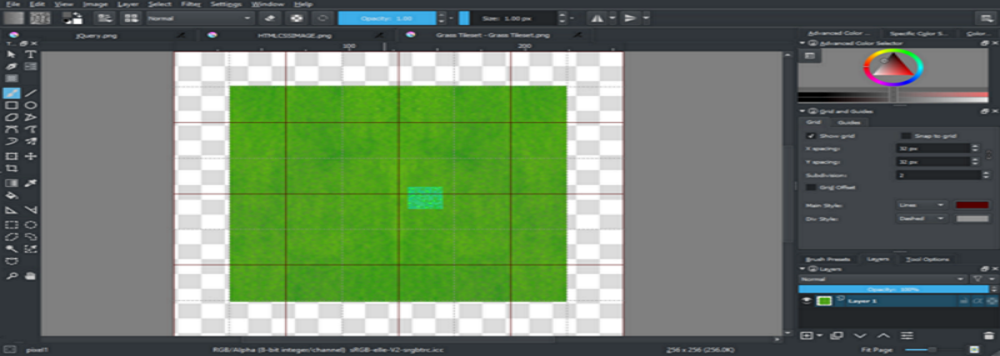 File Edit View Image Layer Select Filter Settings Window Help
Normal Opacity: 1.00 Size: 1.00 px
jQuery.png HTMLCSSIMAGE.png Grass Tileset - Grass Tileset.png
100 200
Advanced Color ... Specific Color S... Color...
Advanced Color Selector
Grid and Guides
Grid Guides
Show grid Snap to grid
X spacing: 32 px
Y spacing: 32 px
Subdivision: 2
Grid Offset
Main Style: Lines
Div Style: Dashed
Brush Presets Layers Tool Options
Layers
Normal
Opacity: 100%
Layer 1
pixel1 RGB/Alpha (8-bit integer/channel) sRGB-elle-V2-srgbtrc.icc 256 x 256 (256.0K) Fit Page